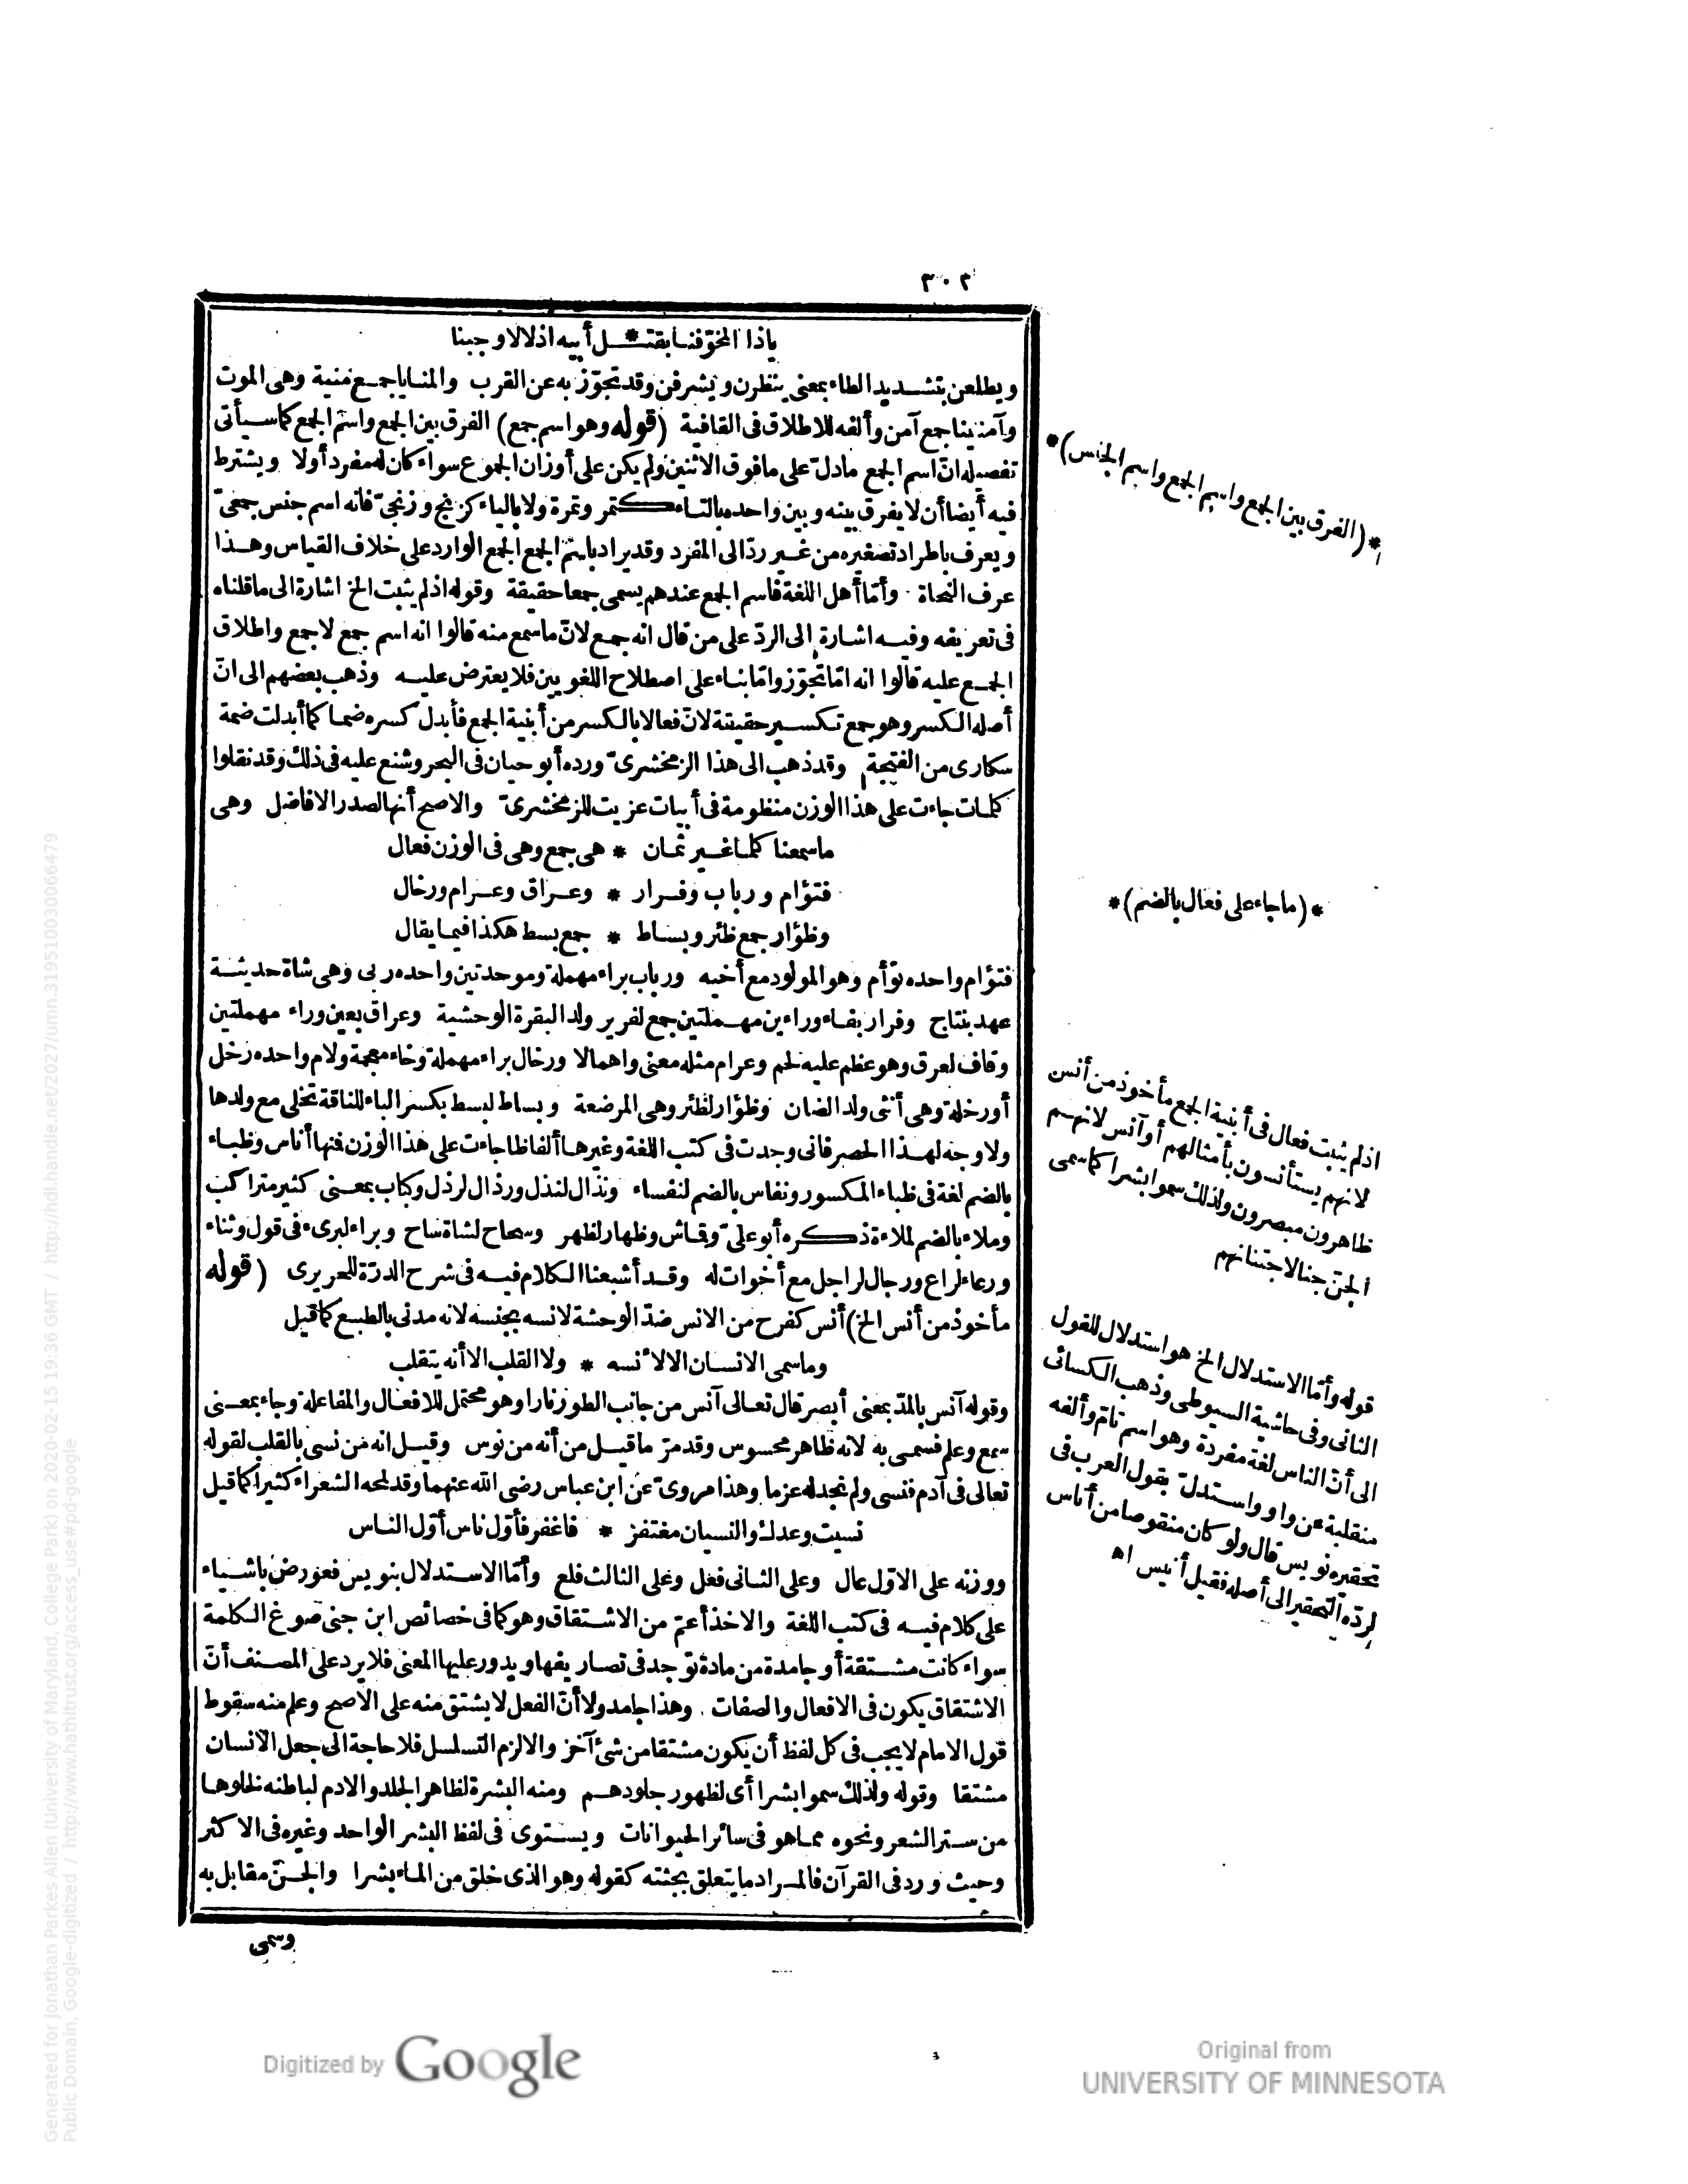 ٣٠٢
ياذا المخوّفنا بقتـ * ـل أبيه اذلالا وجبنا
ويطلعن بتشديد الطاء بمعنى ينظرن ويشرفن وقد تجوّز به عن القرب والمنايا جمع منية وهى الموت
وآمنينا جمع آمن وألفه للاطلاق فى القافية (قوله وهو اسم جمع) الفرق بين الجمع واسم الجمع كما سيأتى
تفصيله انّ اسم الجمع مادلّ على مافوق الاثنين ولم يكن على أوزان الجموع سواء كان له مفرد أولا ويشترط
فيه أيضا أن لا يفرق بينه وبين واحده بالتاء كتمر وتمرة ولا بالياء كزنج وزنجىّ فانه اسم جنس جمعىّ
ويعرف باطراد تصغيره من غير ردّ الى المفرد وقد يراد باسم الجمع الجمع الوارد على خلاف القياس وهذا
عرف النحاة وأمّا أهل اللغة فاسم الجمع عندهم يسمى جمعا حقيقة وقوله اذ لم يثبت الخ اشارة الى ماقلناه
فى تعريفه وفيه اشارة الى الردّ على من قال انه جمع لانّ ماسمع منه قالوا انه اسم جمع لاجمع واطلاق
الجمع عليه قالوا انه امّا تجوّز وامّا بناء على اصطلاح اللغويين فلا يعترض عليه وذهب بعضهم الى انّ
أصله الكسر وهو جمع تكسير حقيقة لانّ فعالا بالكسر من أبنية الجمع فأبدل كسره ضما كما أبدلت ضمة
سكارى من الفتحة وقد ذهب الى هذا الزمخشرىّ ورده أبو حيان فى البحر وشنع عليه فى ذلك وقد نقلوا
كلمات جاءت على هذا الوزن منظومة فى أبيات عزيت للزمخشرىّ والاصح أنها لصدر الافاضل وهى
ماسمعنا كلما غير ثمان * هى جمع وهى فى الوزن فعال
فتؤام ورباب وفرار * وعراق وعرام ورخال
وظؤار جمع ظئر وبساط * جمع بسط هكذا فيما يقال
فتؤام واحده توأم وهو المولود مع أخيه ورباب براء مهملة وموحدتين واحده ربى وهى شاة حديثة
عهد بنتاج وفرار بفاء وراءين مهملتين جمع لفرير ولد البقرة الوحشية وعراق بعين وراء مهملتين
وقاف لعرق وهو عظم عليه لحم وعرام مثله معنى واهمالا ورخال براء مهملة وخاء معجمة ولام واحده رخل
أورخلة وهى أنثى ولد الضان وظؤار لظئر وهى المرضعة وبساط لبسط بكسر الباء للناقة تخلى مع ولدها
ولا وجه لهذا الحصر فانى وجدت فى كتب اللغة وغيرها ألفاظا جاءت على هذا الوزن فنها أناس وظباء
بالضم لغة فى ظباء المكسور ونفاس بالضم لنفساء ونذال لنذل ورذال لرذل وكباب بمعنى كثير متراكب
وملاء بالضم لملاءة ذكره أبو علىّ وقماش وظهار لظهر وسحاح لشاة ساح وبراء لبرىء فى قول وثناء
ورعاء لراع ورجال لراجل مع أخوات له وقد أشبعنا الكلام فيه فى شرح الدرّة للحريرى (قوله
مأخوذ من أنس الخ) أنس كفرح من الانس ضدّ الوحشة لانسه بجنسه لانه مدنى بالطبع كما قيل
وماسمى الانسان الا لانسه * ولا القلب الا أنه يتقلب
وقوله آنس بالمدّ بمعنى أبصر قال تعالى آنس من جانب الطور نارا وهو محتمل للافعال والمفاعلة وجاء بمعنى
سمع وعلم فسمى به لانه ظاهر محسوس وقد مرّ ماقيل من أنه من نوس وقيل انه من نسى بالقلب لقوله
تعالى فى آدم فنسى ولم نجد له عزما وهذا مروىّ عن ابن عباس رضى الله عنهما وقد لمحه الشعراء كثيرا كما قيل
نسيت وعدك والنسيان مغتفر * فاغفر فأوّل ناس أوّل الناس
ووزنه على الاوّل عال وعلى الثانى فعل وعلى الثالث فلع وأمّا الاستدلال بنويس فعورض باشياء
على كلام فيه فى كتب اللغة والاخذ أعمّ من الاشتقاق وهو كما فى خصائص ابن جنى صوغ الكلمة
سواء كانت مشتقة أو جامدة من مادة توجد فى تصاريفها ويدور عليها المعنى فلا يرد على المصنف أنّ
الاشتقاق يكون فى الافعال والصفات وهذا جامد ولا أنّ الفعل لا يشتق منه على الاصح وعلم منه سقوط
قول الامام لا يجب فى كل لفظ أن يكون مشتقا من شئ آخر والا لزم التسلسل فلا حاجة الى جعل الانسان
مشتقا وقوله ولذلك سموا بشرا أى لظهور جلودهم ومنه البشرة لظاهر الجلد والادم لباطنه لخلوها
من ستر الشعر ونحوه مما هو فى سائر الحيوانات ويستوى فى لفظ البشر الواحد وغيره فى الاكثر
وحيث ورد فى القرآن فالمراد مايتعلق بجثته كقوله وهو الذى خلق من الماء بشرا والجنّ مقابل به
وسمى
* (الفرق بين الجمع واسم الجمع واسم الجنس) *
* (ماجاء على فعال بالضم) *
اذ لم يثبت فعال فى أبنية الجمع مأخوذ من أنس
لانهم يستأنسون بأمثالهم أو آنس لانهم
ظاهرون مبصرون ولذلك سموا بشرا كما سمى
الجنّ جنا لاجتنانهم
قوله وأمّا الاستدلال الخ هو استدلال للقول
الثانى وفى حاشية السيوطى وذهب الكسائى
الى أنّ الناس لغة مفردة وهو اسم تامّ وألفه
منقلبة عن واو واستدلّ بقول العرب فى
تحقيره نويس قال ولو كان منقوصا من أناس
لردّه التحقير الى أصله فقيل أنيس اه
Digitized by Google
Original from
UNIVERSITY OF MINNESOTA
Generated for Jonathan Parkes Allen (University of Maryland, College Park) on 2020-02-15 19:36 GMT / http://hdl.handle.net/2027/umn.31951003006647 9
Public Domain, Google-digitized / http://www.hathitrust.org/access_use#pd-google